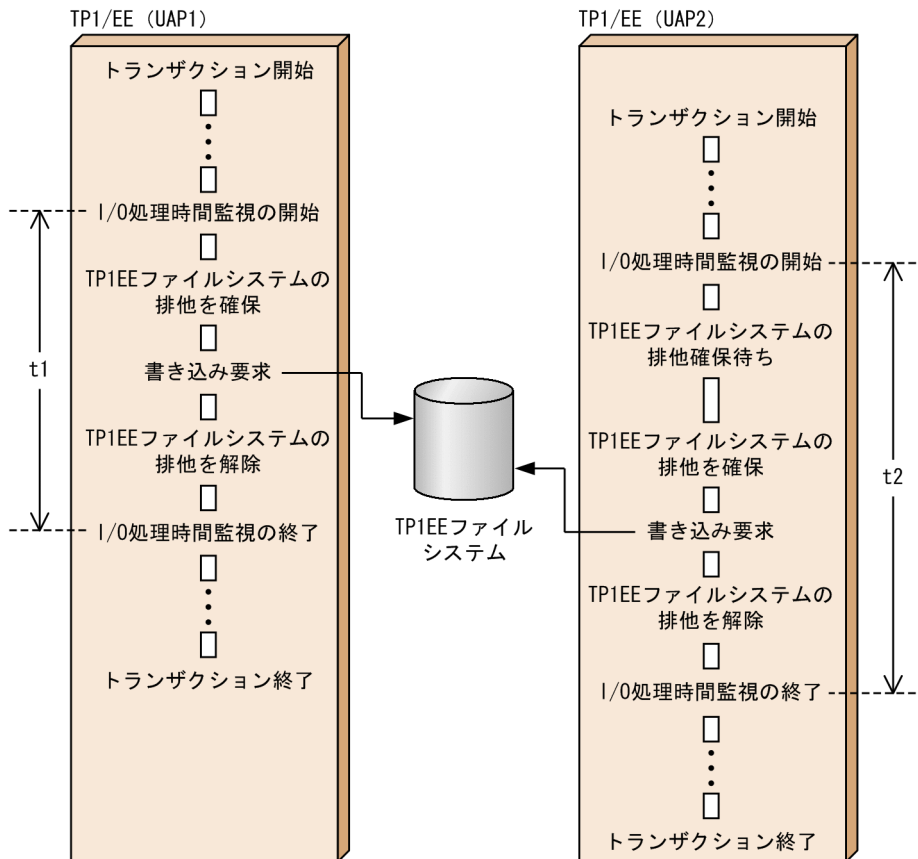 TP1/EE（UAP1）
トランザクション開始
I/O処理時間監視の開始
TP1EEファイルシステムの
排他を確保
書き込み要求
TP1EEファイルシステムの
排他を解除
I/O処理時間監視の終了
トランザクション終了
t1
TP1EEファイル
システム
TP1/EE（UAP2）
トランザクション開始
I/O処理時間監視の開始
TP1EEファイルシステムの
排他確保待ち
TP1EEファイルシステムの
排他を確保
書き込み要求
TP1EEファイルシステムの
排他を解除
I/O処理時間監視の終了
トランザクション終了
t2